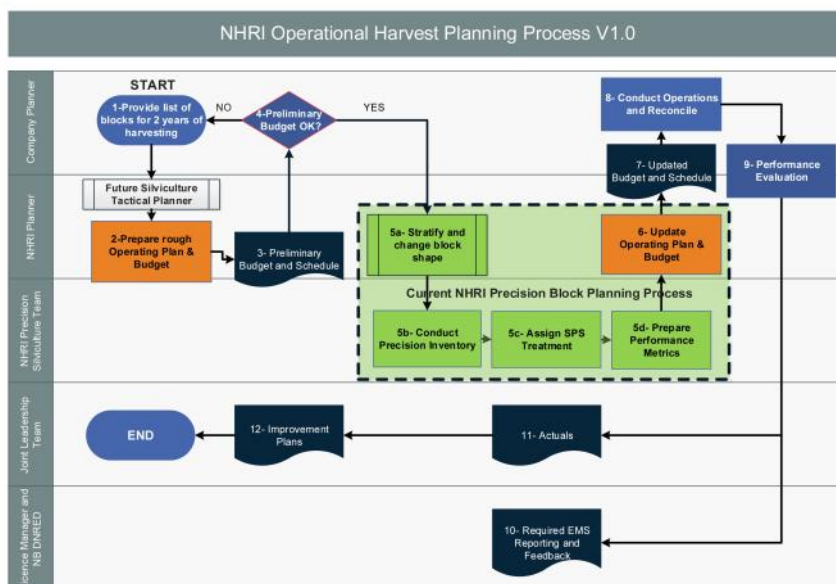 NHRI Operational Harvest Planning Process V1.0
Company Planner
START
1-Provide list of
blocks for 2 years of
harvesting
NO
4-Preliminary
Budget OK?
YES
8- Conduct Operations
and Reconcile
7- Updated
Budget and Schedule
9- Performance
Evaluation
NHRI Planner
Future Silviculture
Tactical Planner
2-Prepare rough
Operating Plan &
Budget
3- Preliminary
Budget and Schedule
5a- Stratify and
change block
shape
6- Update
Operating Plan &
Budget
NHRI Precision
Silviculture Team
Current NHRI Precision Block Planning Process
5b- Conduct
Precision Inventory
5c- Assign SPS
Treatment
5d- Prepare
Performance
Metrics
Joint Leadership
Team
END
12- Improvement
Plans
11- Actuals
icence Manager and
NB DNRED
10- Required EMS
Reporting and
Feedback